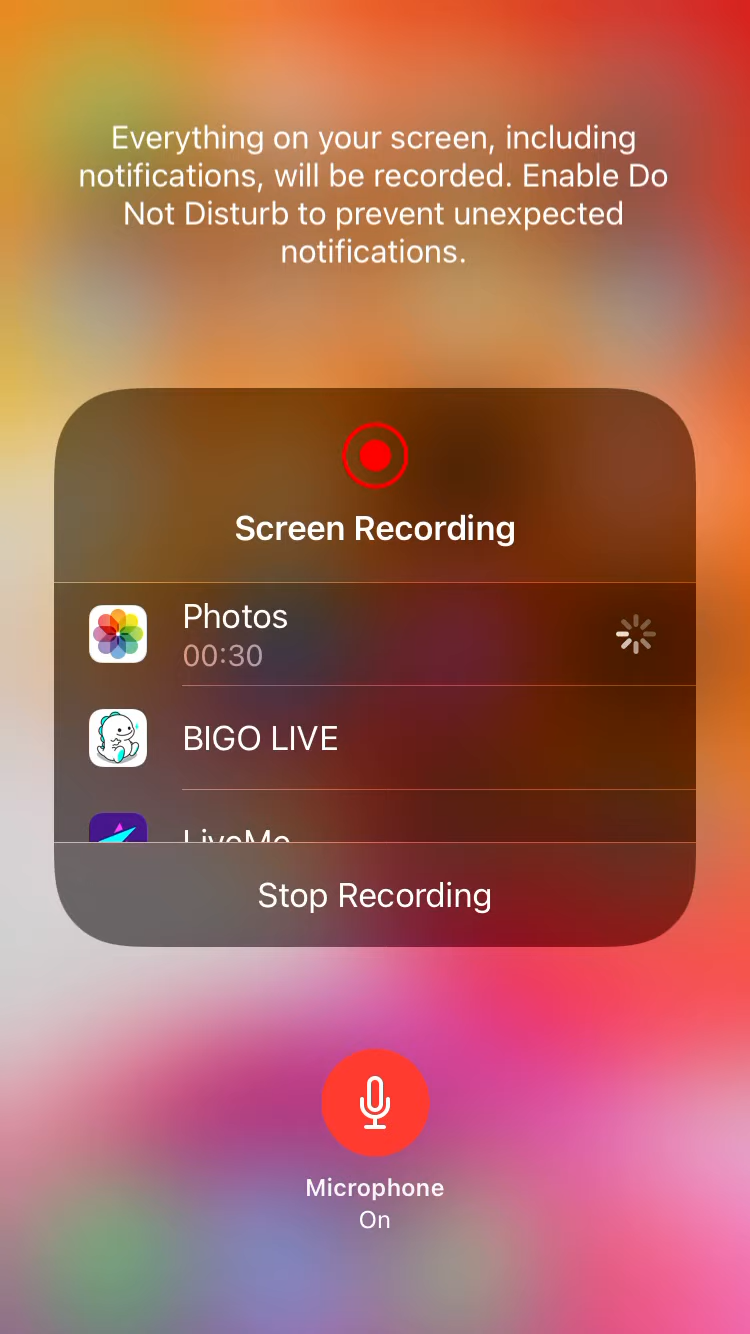 Everything on your screen, including
notifications, will be recorded. Enable Do
Not Disturb to prevent unexpected
notifications.
Screen Recording
Photos
00:30
BIGO LIVE
LiveMe
Stop Recording
Microphone
On